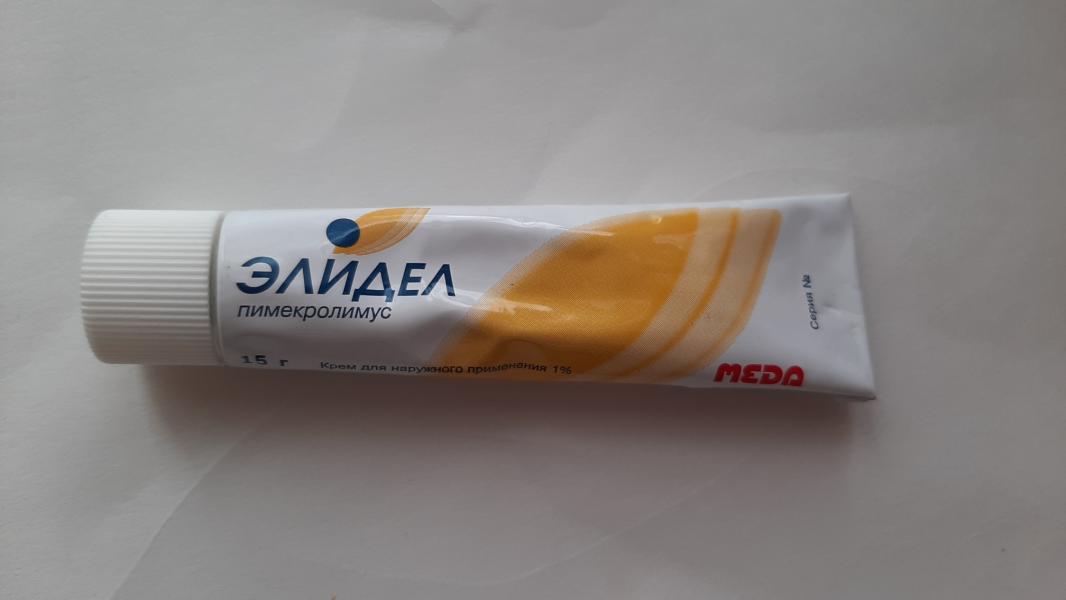 ЭЛИДЕЛ
пимекролимус
15 г
Крем для наружного применения 1%
MEDA
Серия №